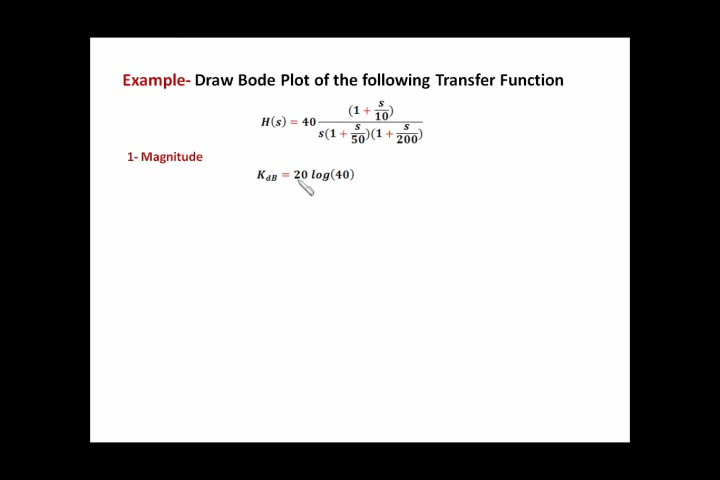 Example- Draw Bode Plot of the following Transfer Function
H(s) = 40 (1 + s/10) / s(1 + s/50)(1 + s/200)
1- Magnitude
K_dB = 20 log(40)